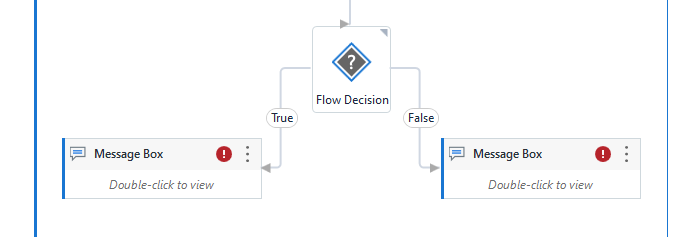 Flow Decision
True
False
Message Box
Double-click to view
Message Box
Double-click to view